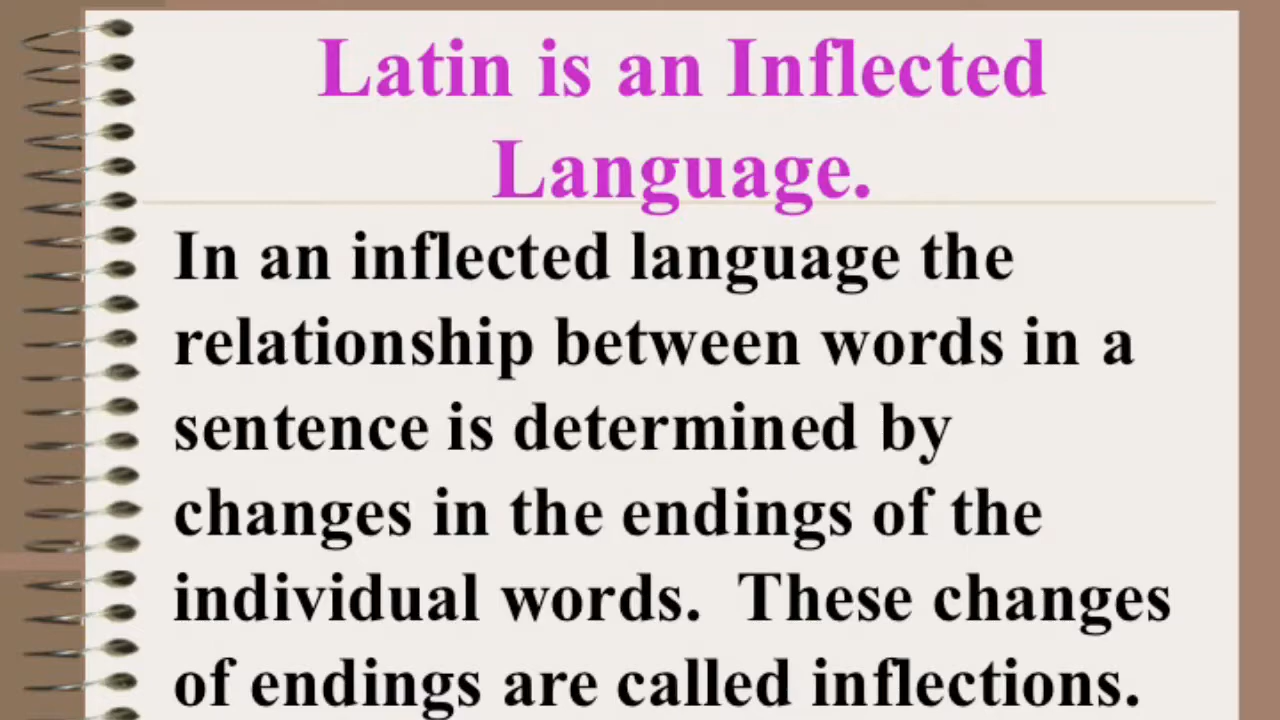 Latin is an Inflected
Language.
In an inflected language the
relationship between words in a
sentence is determined by
changes in the endings of the
individual words.  These changes
of endings are called inflections.